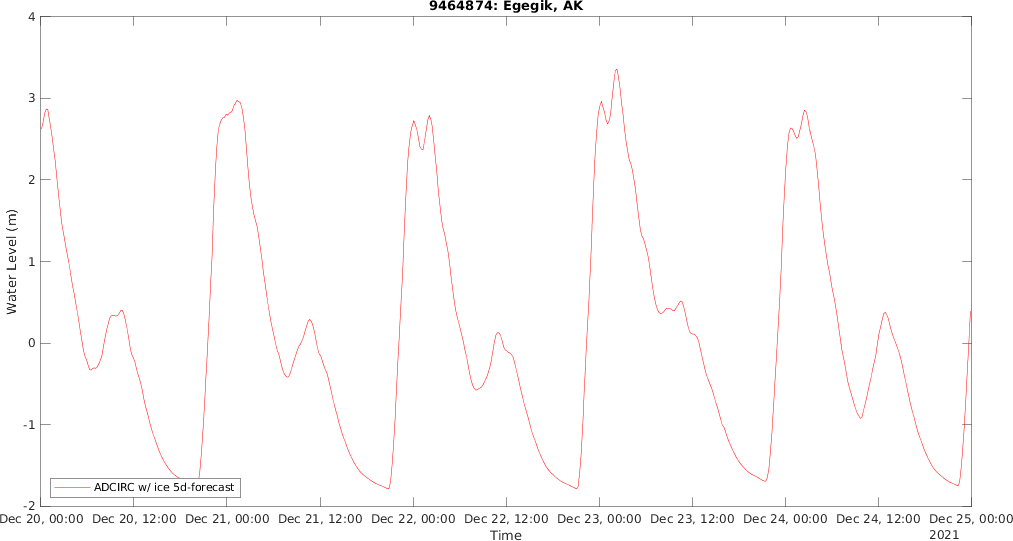 9464874: Egegik, AK
4
3
2
1
0
-1
-2
Water Level (m)
ADCIRC w/ ice 5d-forecast
Dec 20, 00:00 Dec 20, 12:00 Dec 21, 00:00 Dec 21, 12:00 Dec 22, 00:00 Dec 22, 12:00 Dec 23, 00:00 Dec 23, 12:00 Dec 24, 00:00 Dec 24, 12:00 Dec 25, 00:00
Time
2021